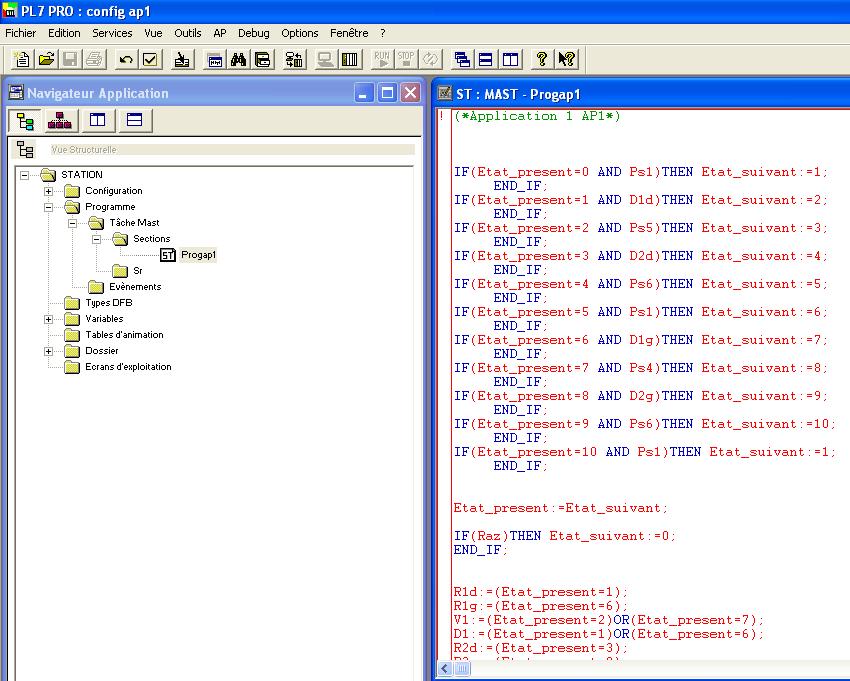 PL7 PRO : config ap1
Fichier Edition Services Vue Outils AP Debug Options Fenêtre ?
RUN STOP
Navigateur Application
Vue Structurelle
STATION
Configuration
Programme
Tâche Mast
Sections
ST Progap1
Sr
Evènements
Types DFB
Variables
Tables d'animation
Dossier
Ecrans d'exploitation
ST : MAST - Progap1
! (*Application 1 AP1*)
IF(Etat_present=0 AND Ps1)THEN Etat_suivant:=1;
END_IF;
IF(Etat_present=1 AND D1d)THEN Etat_suivant:=2;
END_IF;
IF(Etat_present=2 AND Ps5)THEN Etat_suivant:=3;
END_IF;
IF(Etat_present=3 AND D2d)THEN Etat_suivant:=4;
END_IF;
IF(Etat_present=4 AND Ps6)THEN Etat_suivant:=5;
END_IF;
IF(Etat_present=5 AND Ps1)THEN Etat_suivant:=6;
END_IF;
IF(Etat_present=6 AND D1g)THEN Etat_suivant:=7;
END_IF;
IF(Etat_present=7 AND Ps4)THEN Etat_suivant:=8;
END_IF;
IF(Etat_present=8 AND D2g)THEN Etat_suivant:=9;
END_IF;
IF(Etat_present=9 AND Ps6)THEN Etat_suivant:=10;
END_IF;
IF(Etat_present=10 AND Ps1)THEN Etat_suivant:=1;
END_IF;
Etat_present:=Etat_suivant;
IF(Raz)THEN Etat_suivant:=0;
END_IF;
R1d:=(Etat_present=1);
R1g:=(Etat_present=6);
V1:=(Etat_present=2)OR(Etat_present=7);
D1:=(Etat_present=1)OR(Etat_present=6);
R2d:=(Etat_present=3);